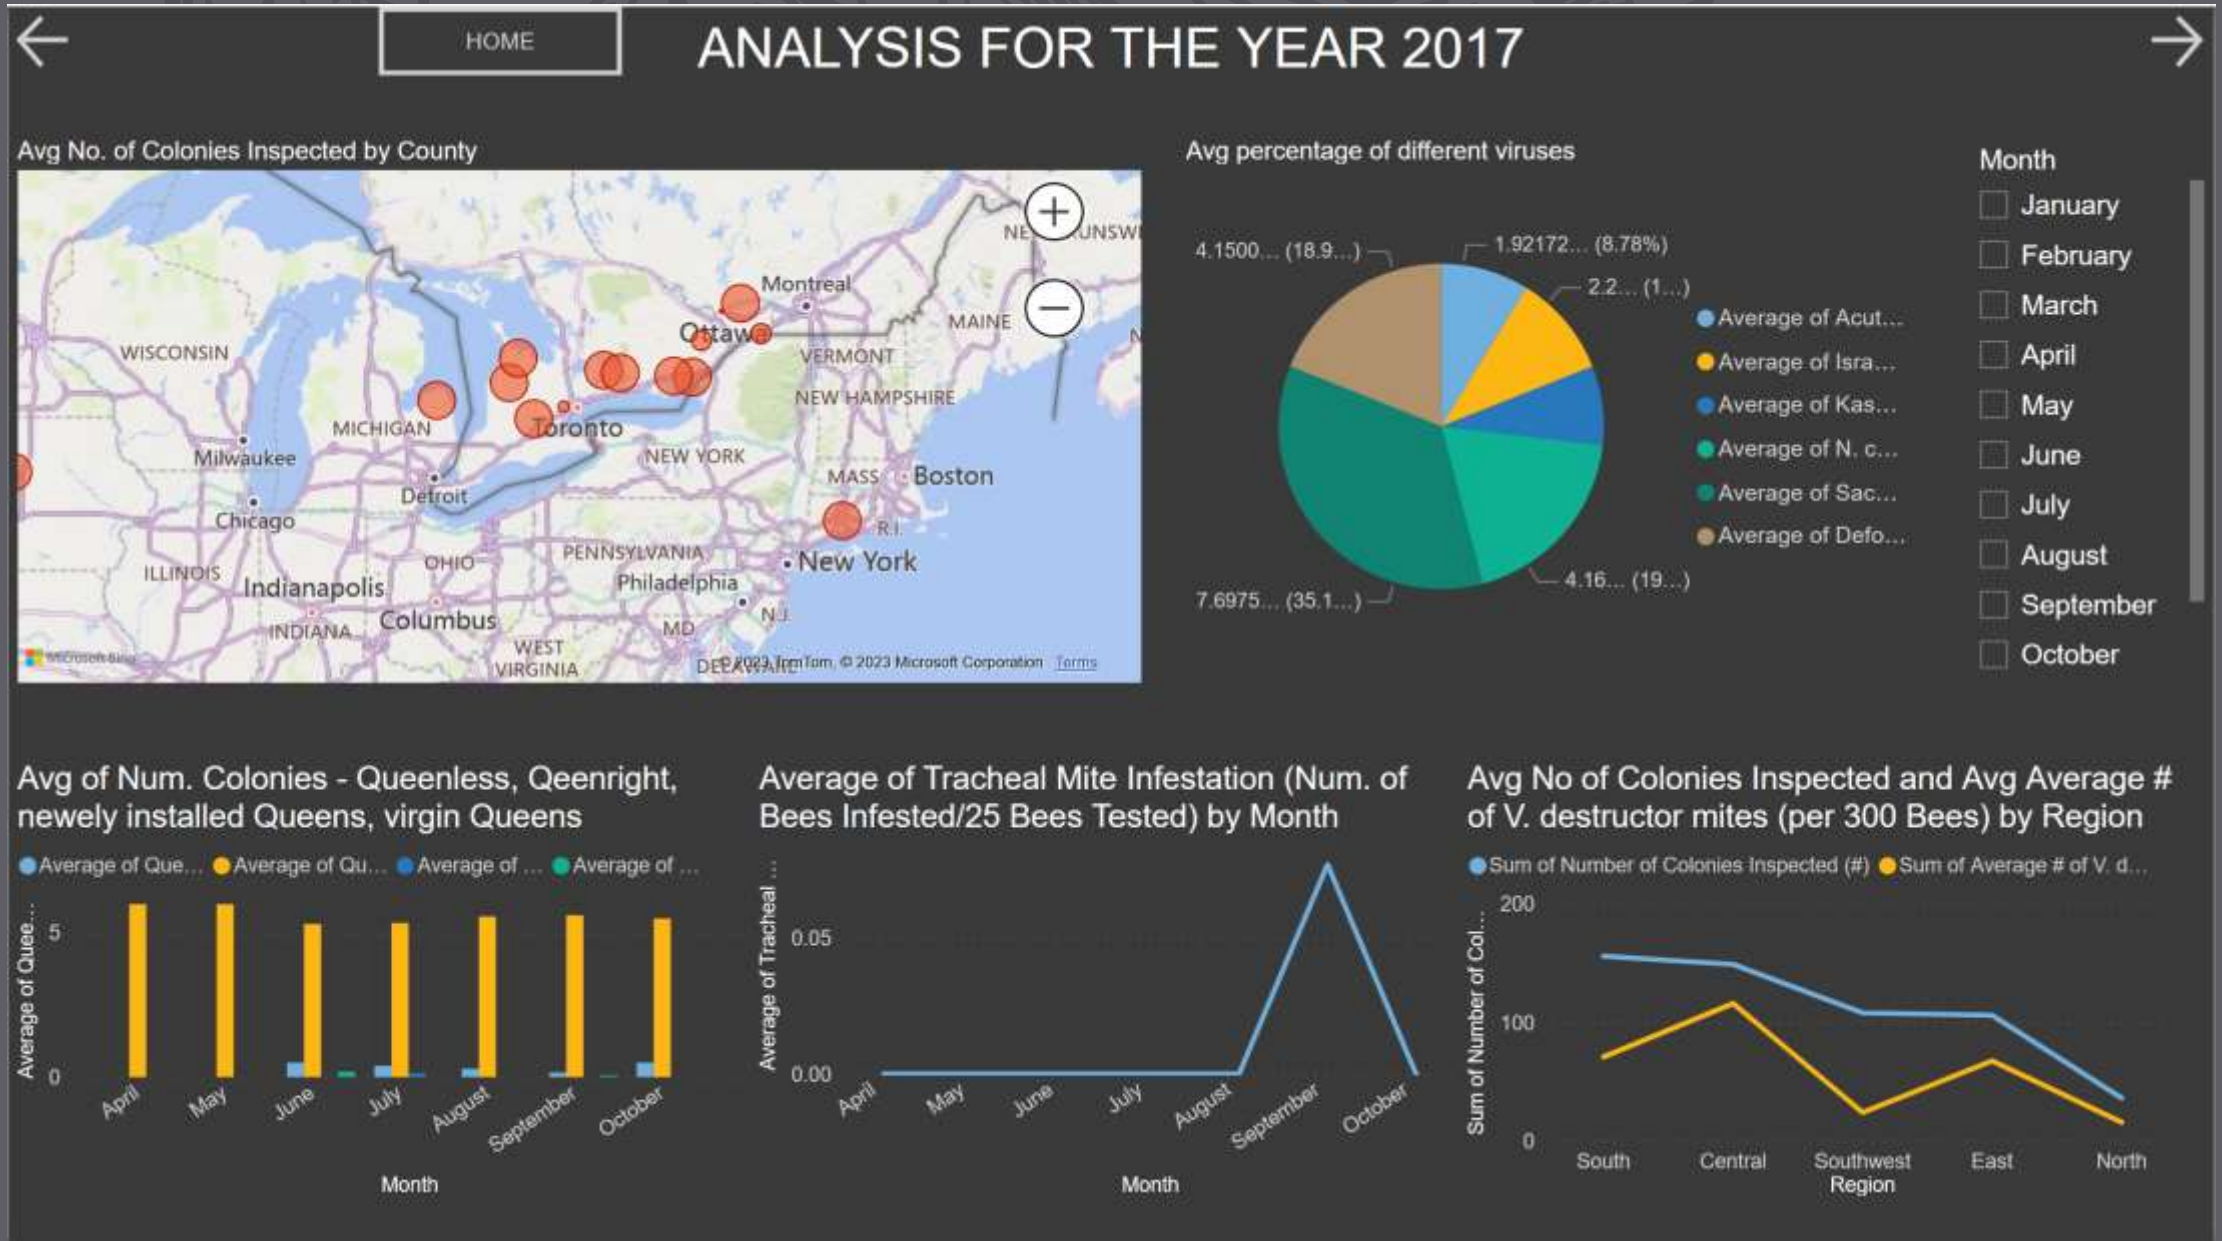 HOME
ANALYSIS FOR THE YEAR 2017
Avg No. of Colonies Inspected by County
Montreal
Ottawa
MAINE
WISCONSIN
VERMONT
NEW HAMPSHIRE
MICHIGAN
Toronto
Milwaukee
NEW YORK
MASS
Boston
Detroit
Chicago
R.I.
OHIO
PENNSYLVANIA
New York
ILLINOIS
Indianapolis
Philadelphia
Columbus
N.J.
INDIANA
MD
WEST
VIRGINIA
DELAWARE
Microsoft Bing
© 2023 TomTom, © 2023 Microsoft Corporation Terms
Avg percentage of different viruses
4.1500... (18.9...)
1.92172... (8.78%)
2.2... (1...)
4.16... (19...)
7.6975... (35.1...)
Average of Acut...
Average of Isra...
Average of Kas...
Average of N. c...
Average of Sac...
Average of Defo...
Month
January
February
March
April
May
June
July
August
September
October
Avg of Num. Colonies - Queenless, Qeenright,
newely installed Queens, virgin Queens
Average of Que... Average of Qu... Average of ... Average of ...
Average of Quee...
5
0
April May June July August September October
Month
Average of Tracheal Mite Infestation (Num. of
Bees Infested/25 Bees Tested) by Month
Average of Tracheal ...
0.05
0.00
April May June July August September October
Month
Avg No of Colonies Inspected and Avg Average #
of V. destructor mites (per 300 Bees) by Region
Sum of Number of Colonies Inspected (#) Sum of Average # of V. d...
Sum of Number of Col...
200
100
0
South Central Southwest East North
Region